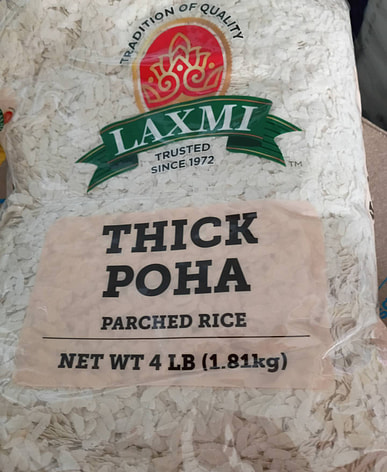 TRADITION OF QUALITY
LAXMI
TRUSTED
SINCE 1972
TM
THICK
POHA
PARCHED RICE
NET WT 4 LB (1.81kg)